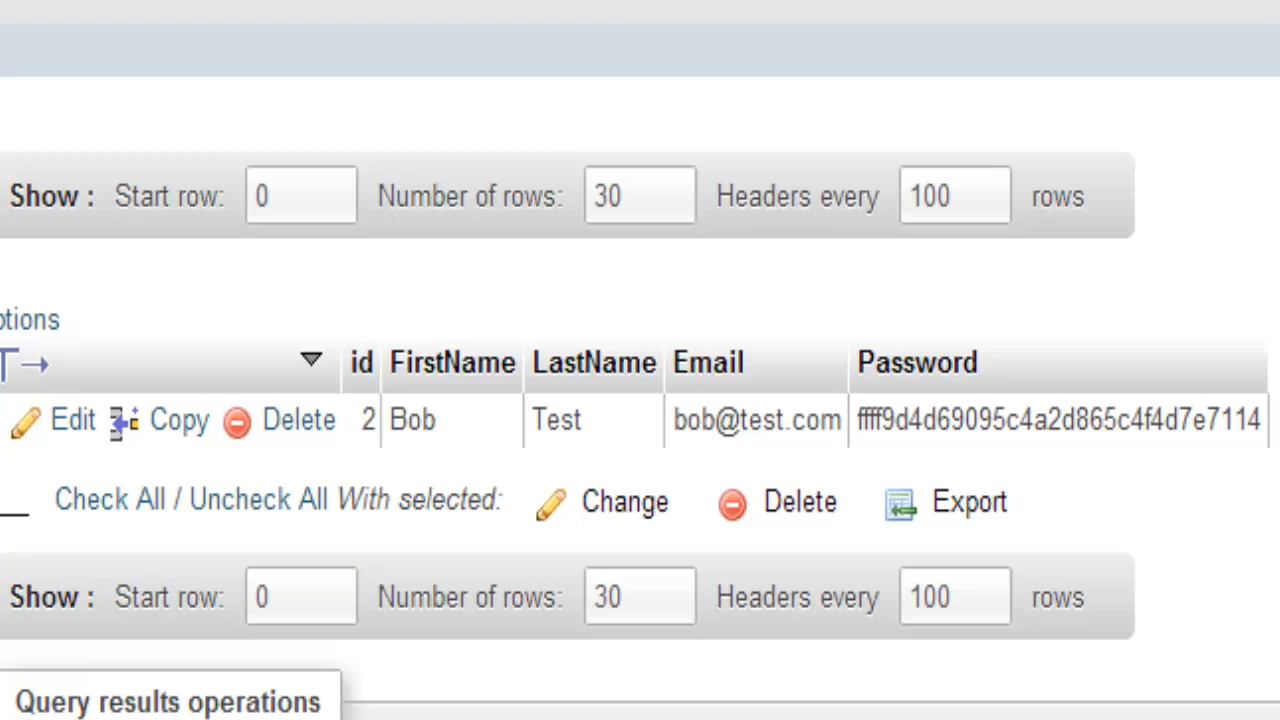 Show : Start row: 0 Number of rows: 30 Headers every 100 rows
ptions
id FirstName LastName Email Password
Edit Copy Delete 2 Bob Test bob@test.com ffff9d4d69095c4a2d865c4f4d7e7114
Check All / Uncheck All With selected: Change Delete Export
Show : Start row: 0 Number of rows: 30 Headers every 100 rows
Query results operations